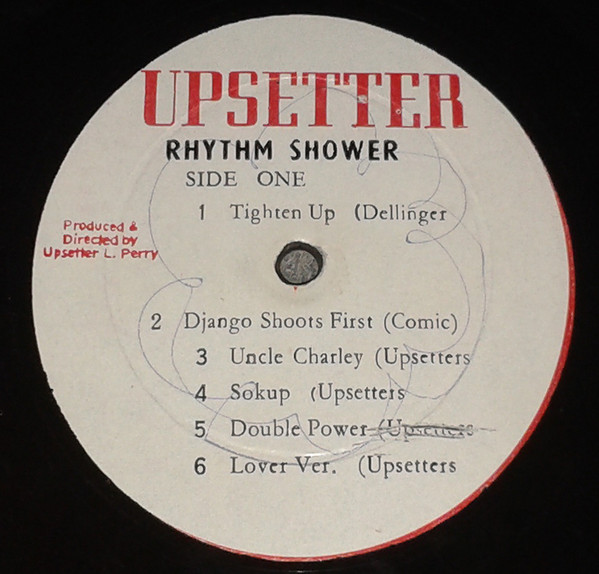 UPSETTER
RHYTHM SHOWER
SIDE ONE
1 Tighten Up (Dellinger
Produced &
Directed by
Upsetter L. Perry
2 Django Shoots First (Comic)
3 Uncle Charley (Upsetters
4 Sokup (Upsetters
5 Double Power (Upsetters
6 Lover Ver. (Upsetters